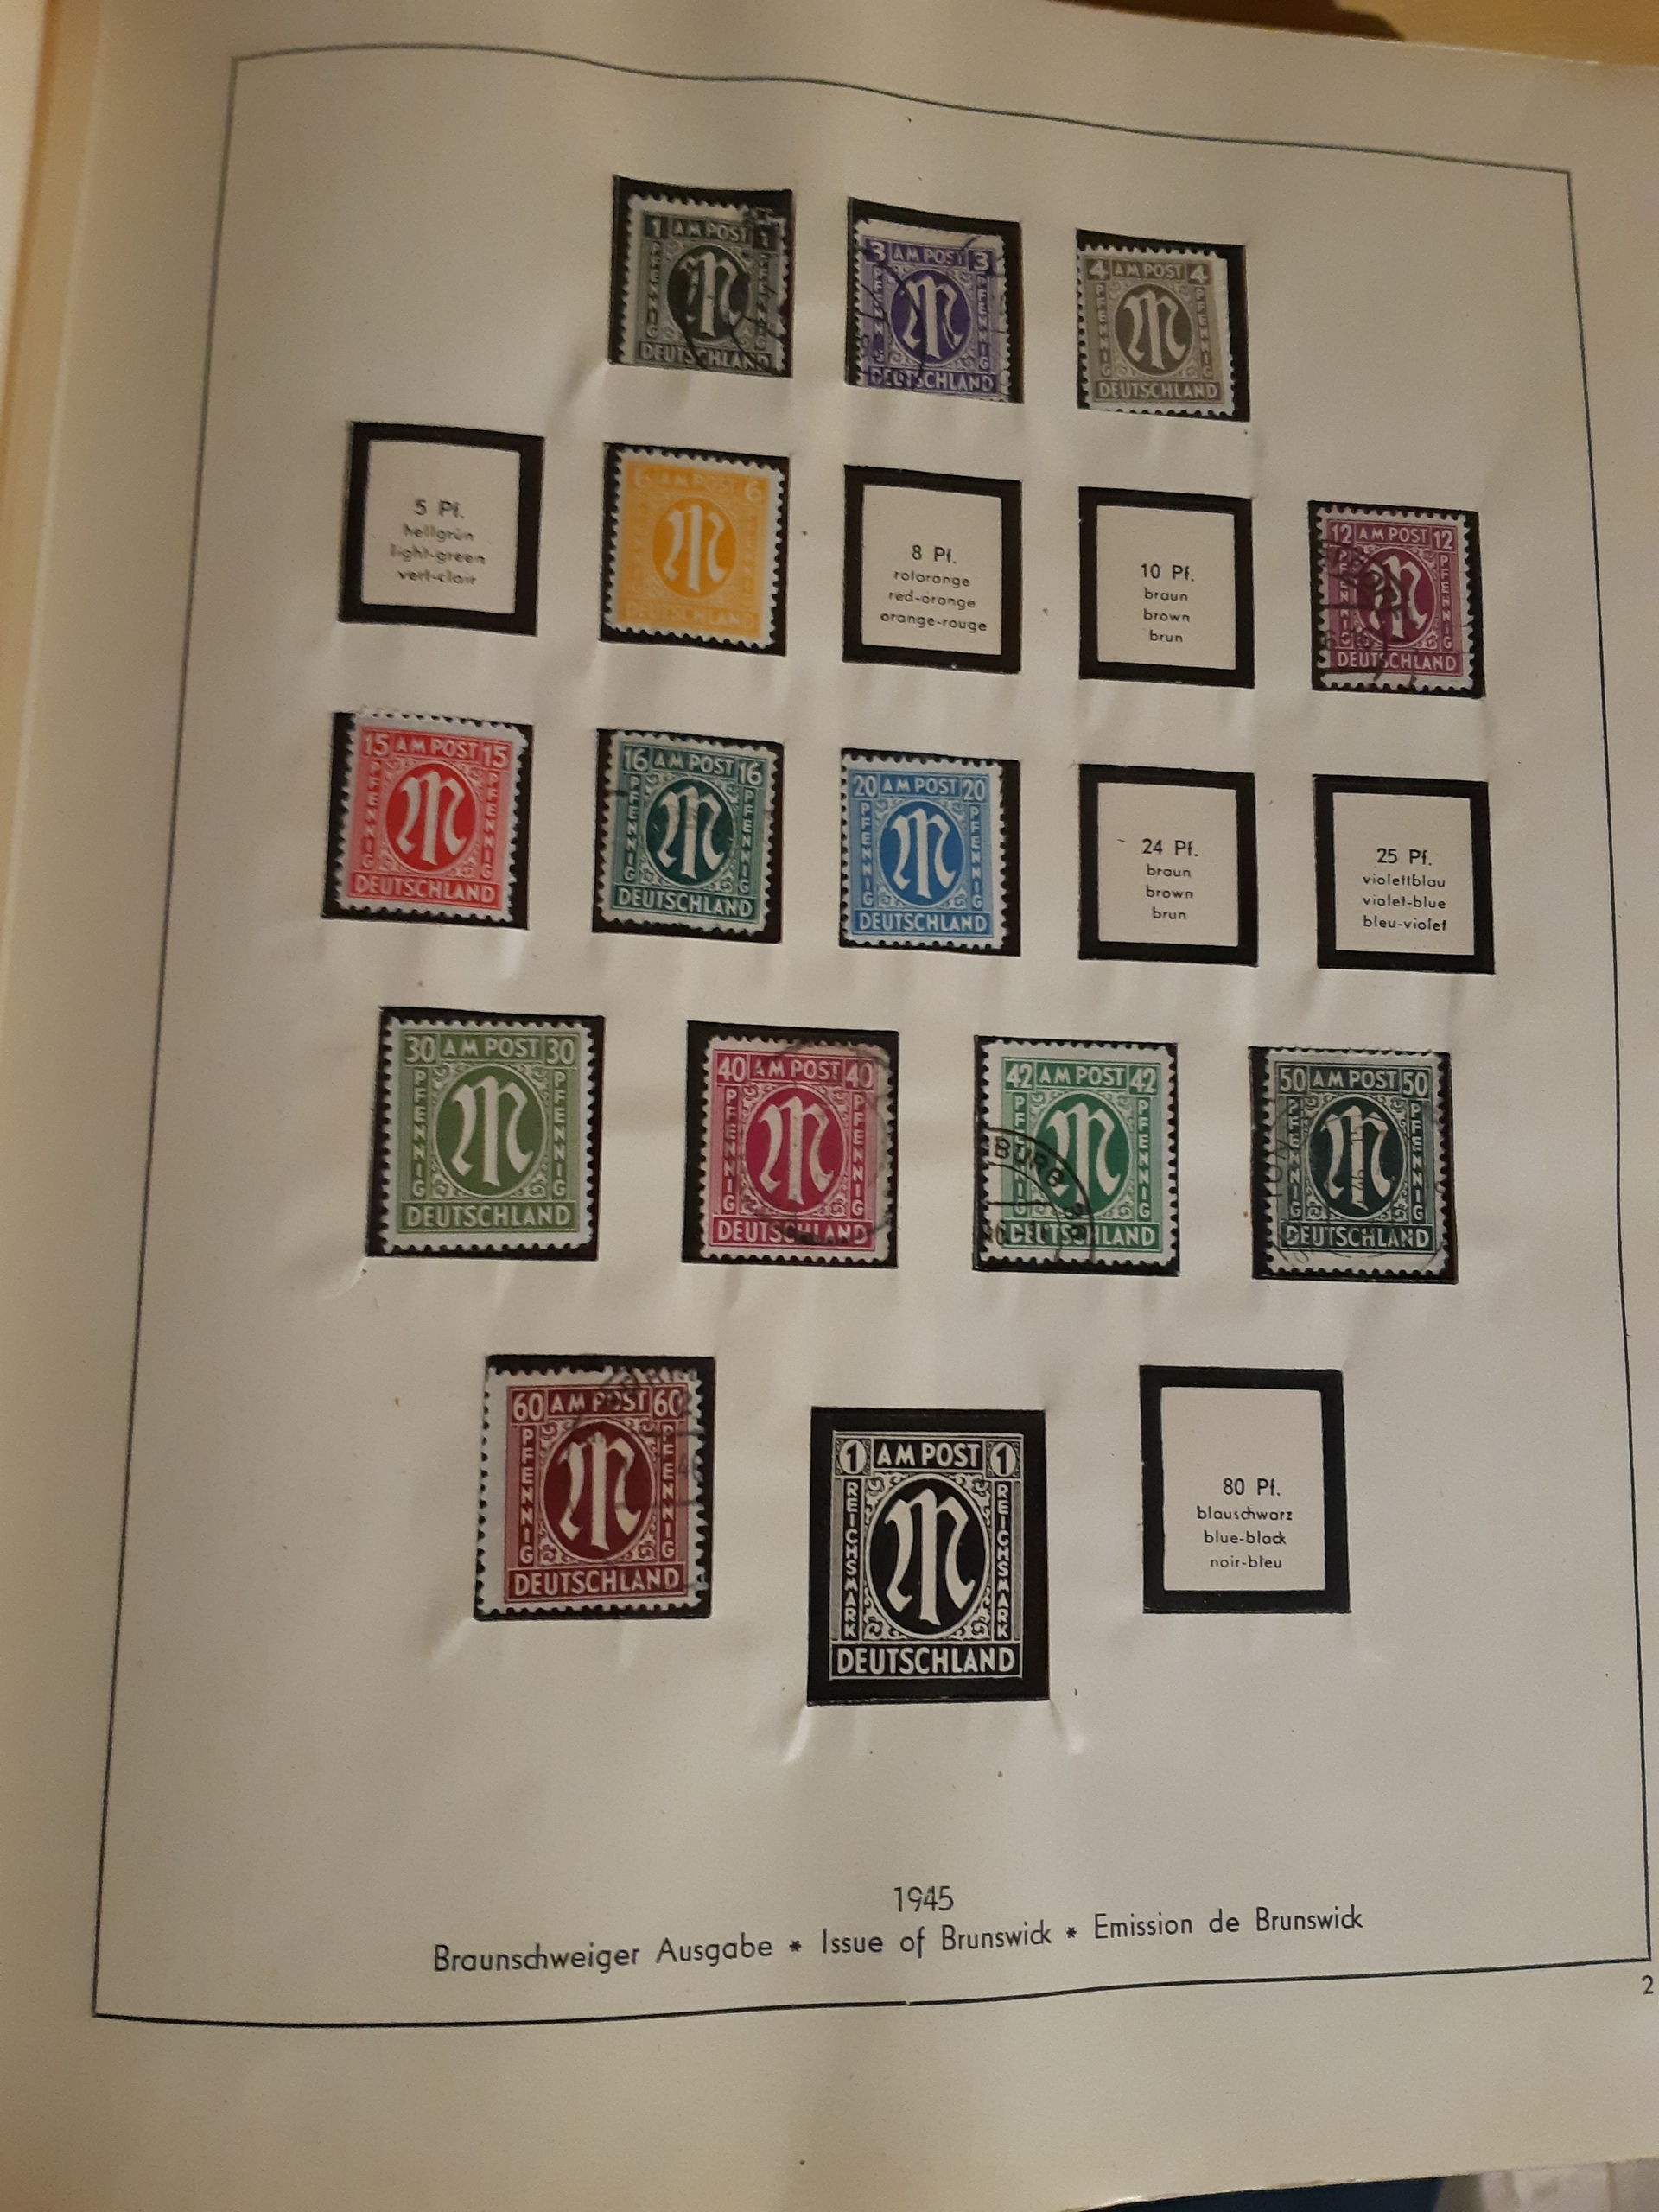 1 AM POST 1
PFENNIG PFENNIG
DEUTSCHLAND
3 AM POST 3
PFENNIG PFENNIG
DEUTSCHLAND
4 AM POST 4
PFENNIG PFENNIG
DEUTSCHLAND
5 Pf.
hellgrün
light-green
vert-clair
6 AM POST 6
PFENNIG PFENNIG
DEUTSCHLAND
8 Pf.
rotorange
red-orange
orange-rouge
10 Pf.
braun
brown
brun
12 AM POST 12
PFENNIG PFENNIG
DEUTSCHLAND
15 AM POST 15
PFENNIG PFENNIG
DEUTSCHLAND
16 AM POST 16
PFENNIG PFENNIG
DEUTSCHLAND
20 AM POST 20
PFENNIG PFENNIG
DEUTSCHLAND
24 Pf.
braun
brown
brun
25 Pf.
violettblau
violet-blue
bleu-violet
30 AM POST 30
PFENNIG PFENNIG
DEUTSCHLAND
40 AM POST 40
PFENNIG PFENNIG
DEUTSCHLAND
42 AM POST 42
PFENNIG PFENNIG
BURG
DEUTSCHLAND
50 AM POST 50
PFENNIG PFENNIG
DEUTSCHLAND
60 AM POST 60
PFENNIG PFENNIG
DEUTSCHLAND
1 AM POST 1
REICHSMARK REICHSMARK
DEUTSCHLAND
80 Pf.
blauschwarz
blue-black
noir-bleu
1945
Braunschweiger Ausgabe * Issue of Brunswick * Emission de Brunswick
2